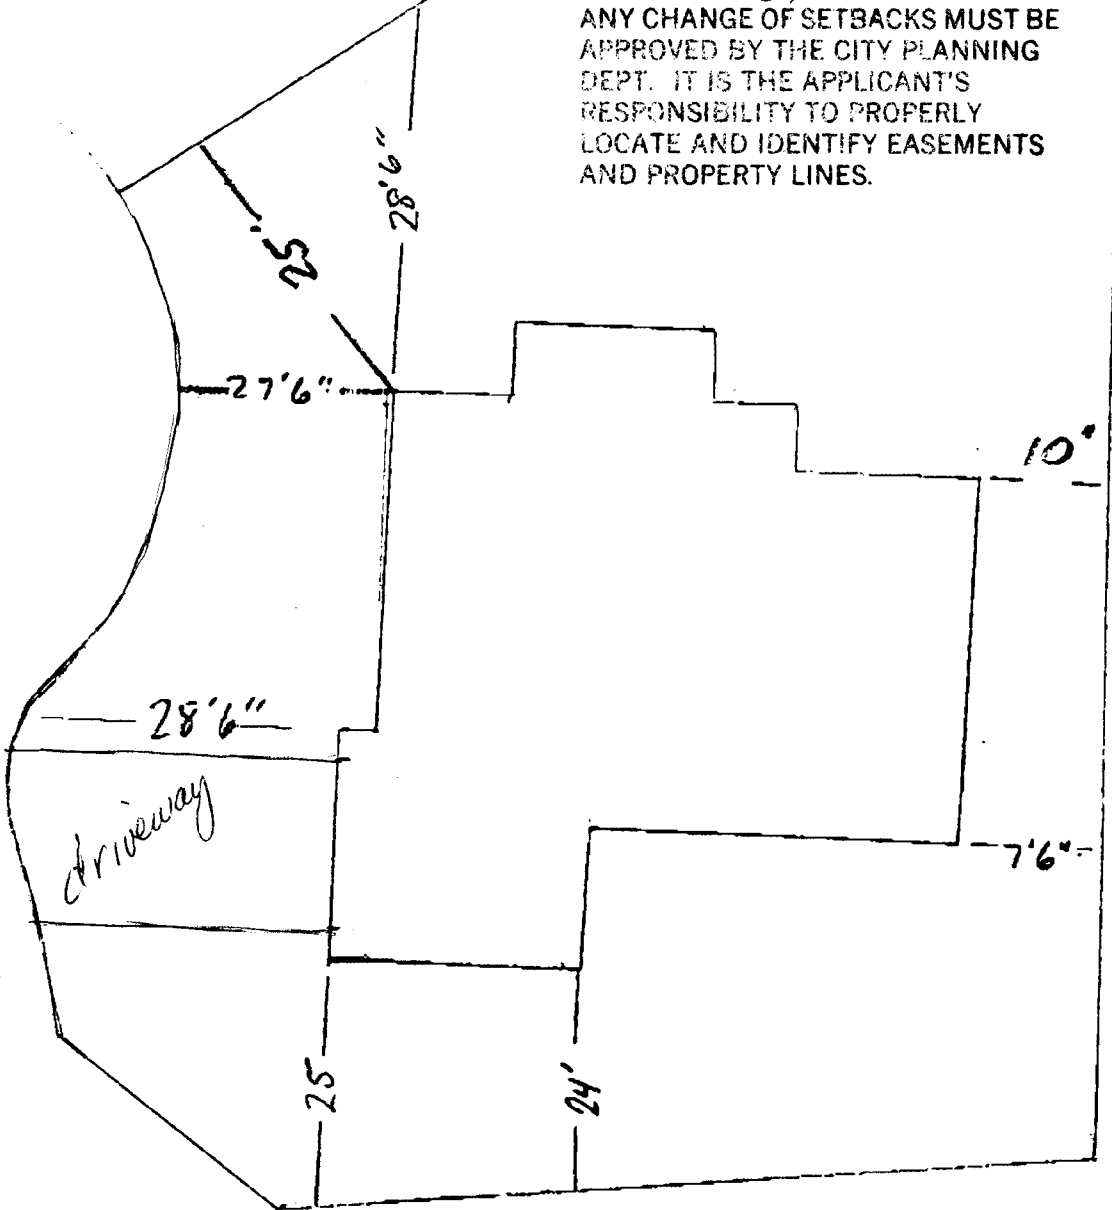 ANY CHANGE OF SETBACKS MUST BE
APPROVED BY THE CITY PLANNING
DEPT. IT IS THE APPLICANT'S
RESPONSIBILITY TO PROPERLY
LOCATE AND IDENTIFY EASEMENTS
AND PROPERTY LINES.
28'6"
25'
27'6"
10'
28'6"
driveway
7'6"
25
24'